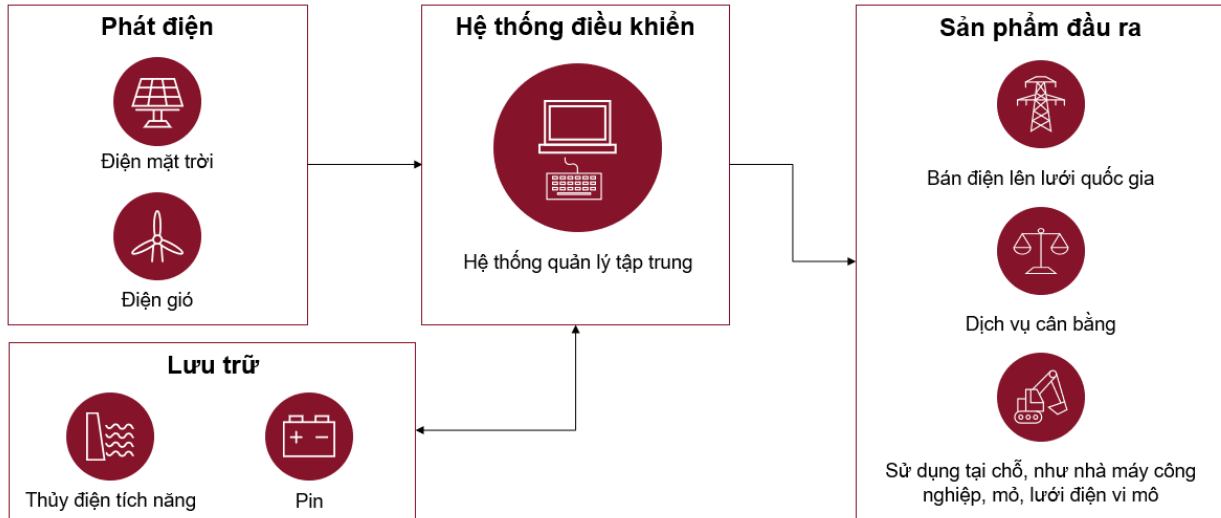 Phát điện
Điện mặt trời
Điện gió
Hệ thống điều khiển
Hệ thống quản lý tập trung
Lưu trữ
Thủy điện tích năng
Pin
Sản phẩm đầu ra
Bán điện lên lưới quốc gia
Dịch vụ cân bằng
Sử dụng tại chỗ, như nhà máy công
nghiệp, mỏ, lưới điện vi mô